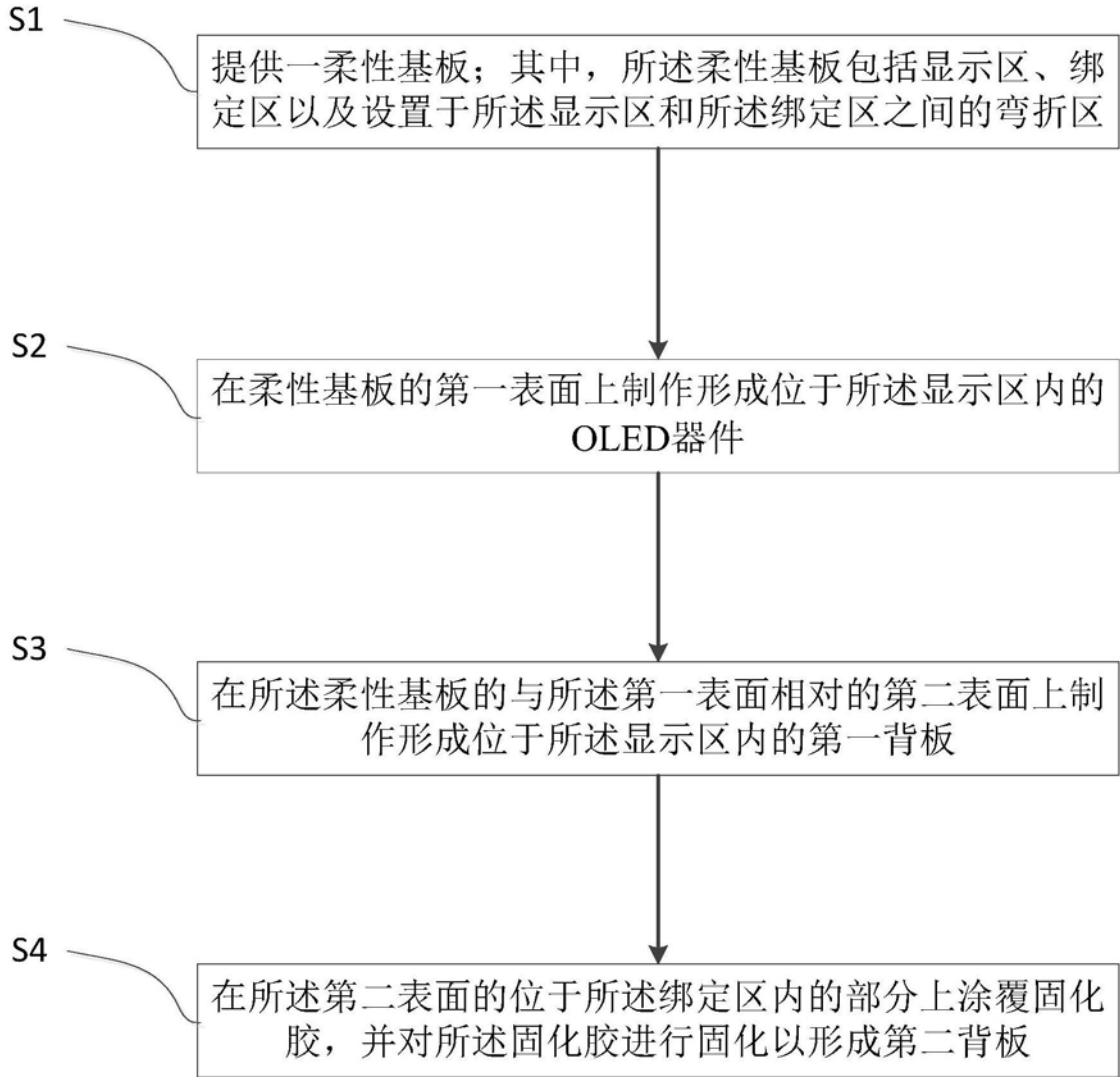 S1
提供一柔性基板；其中，所述柔性基板包括显示区、绑
定区以及设置于所述显示区和所述绑定区之间的弯折区
S2
在柔性基板的第一表面上制作形成位于所述显示区内的
OLED器件
S3
在所述柔性基板的与所述第一表面相对的第二表面上制
作形成位于所述显示区内的第一背板
S4
在所述第二表面的位于所述绑定区内的部分上涂覆固化
胶，并对所述固化胶进行固化以形成第二背板